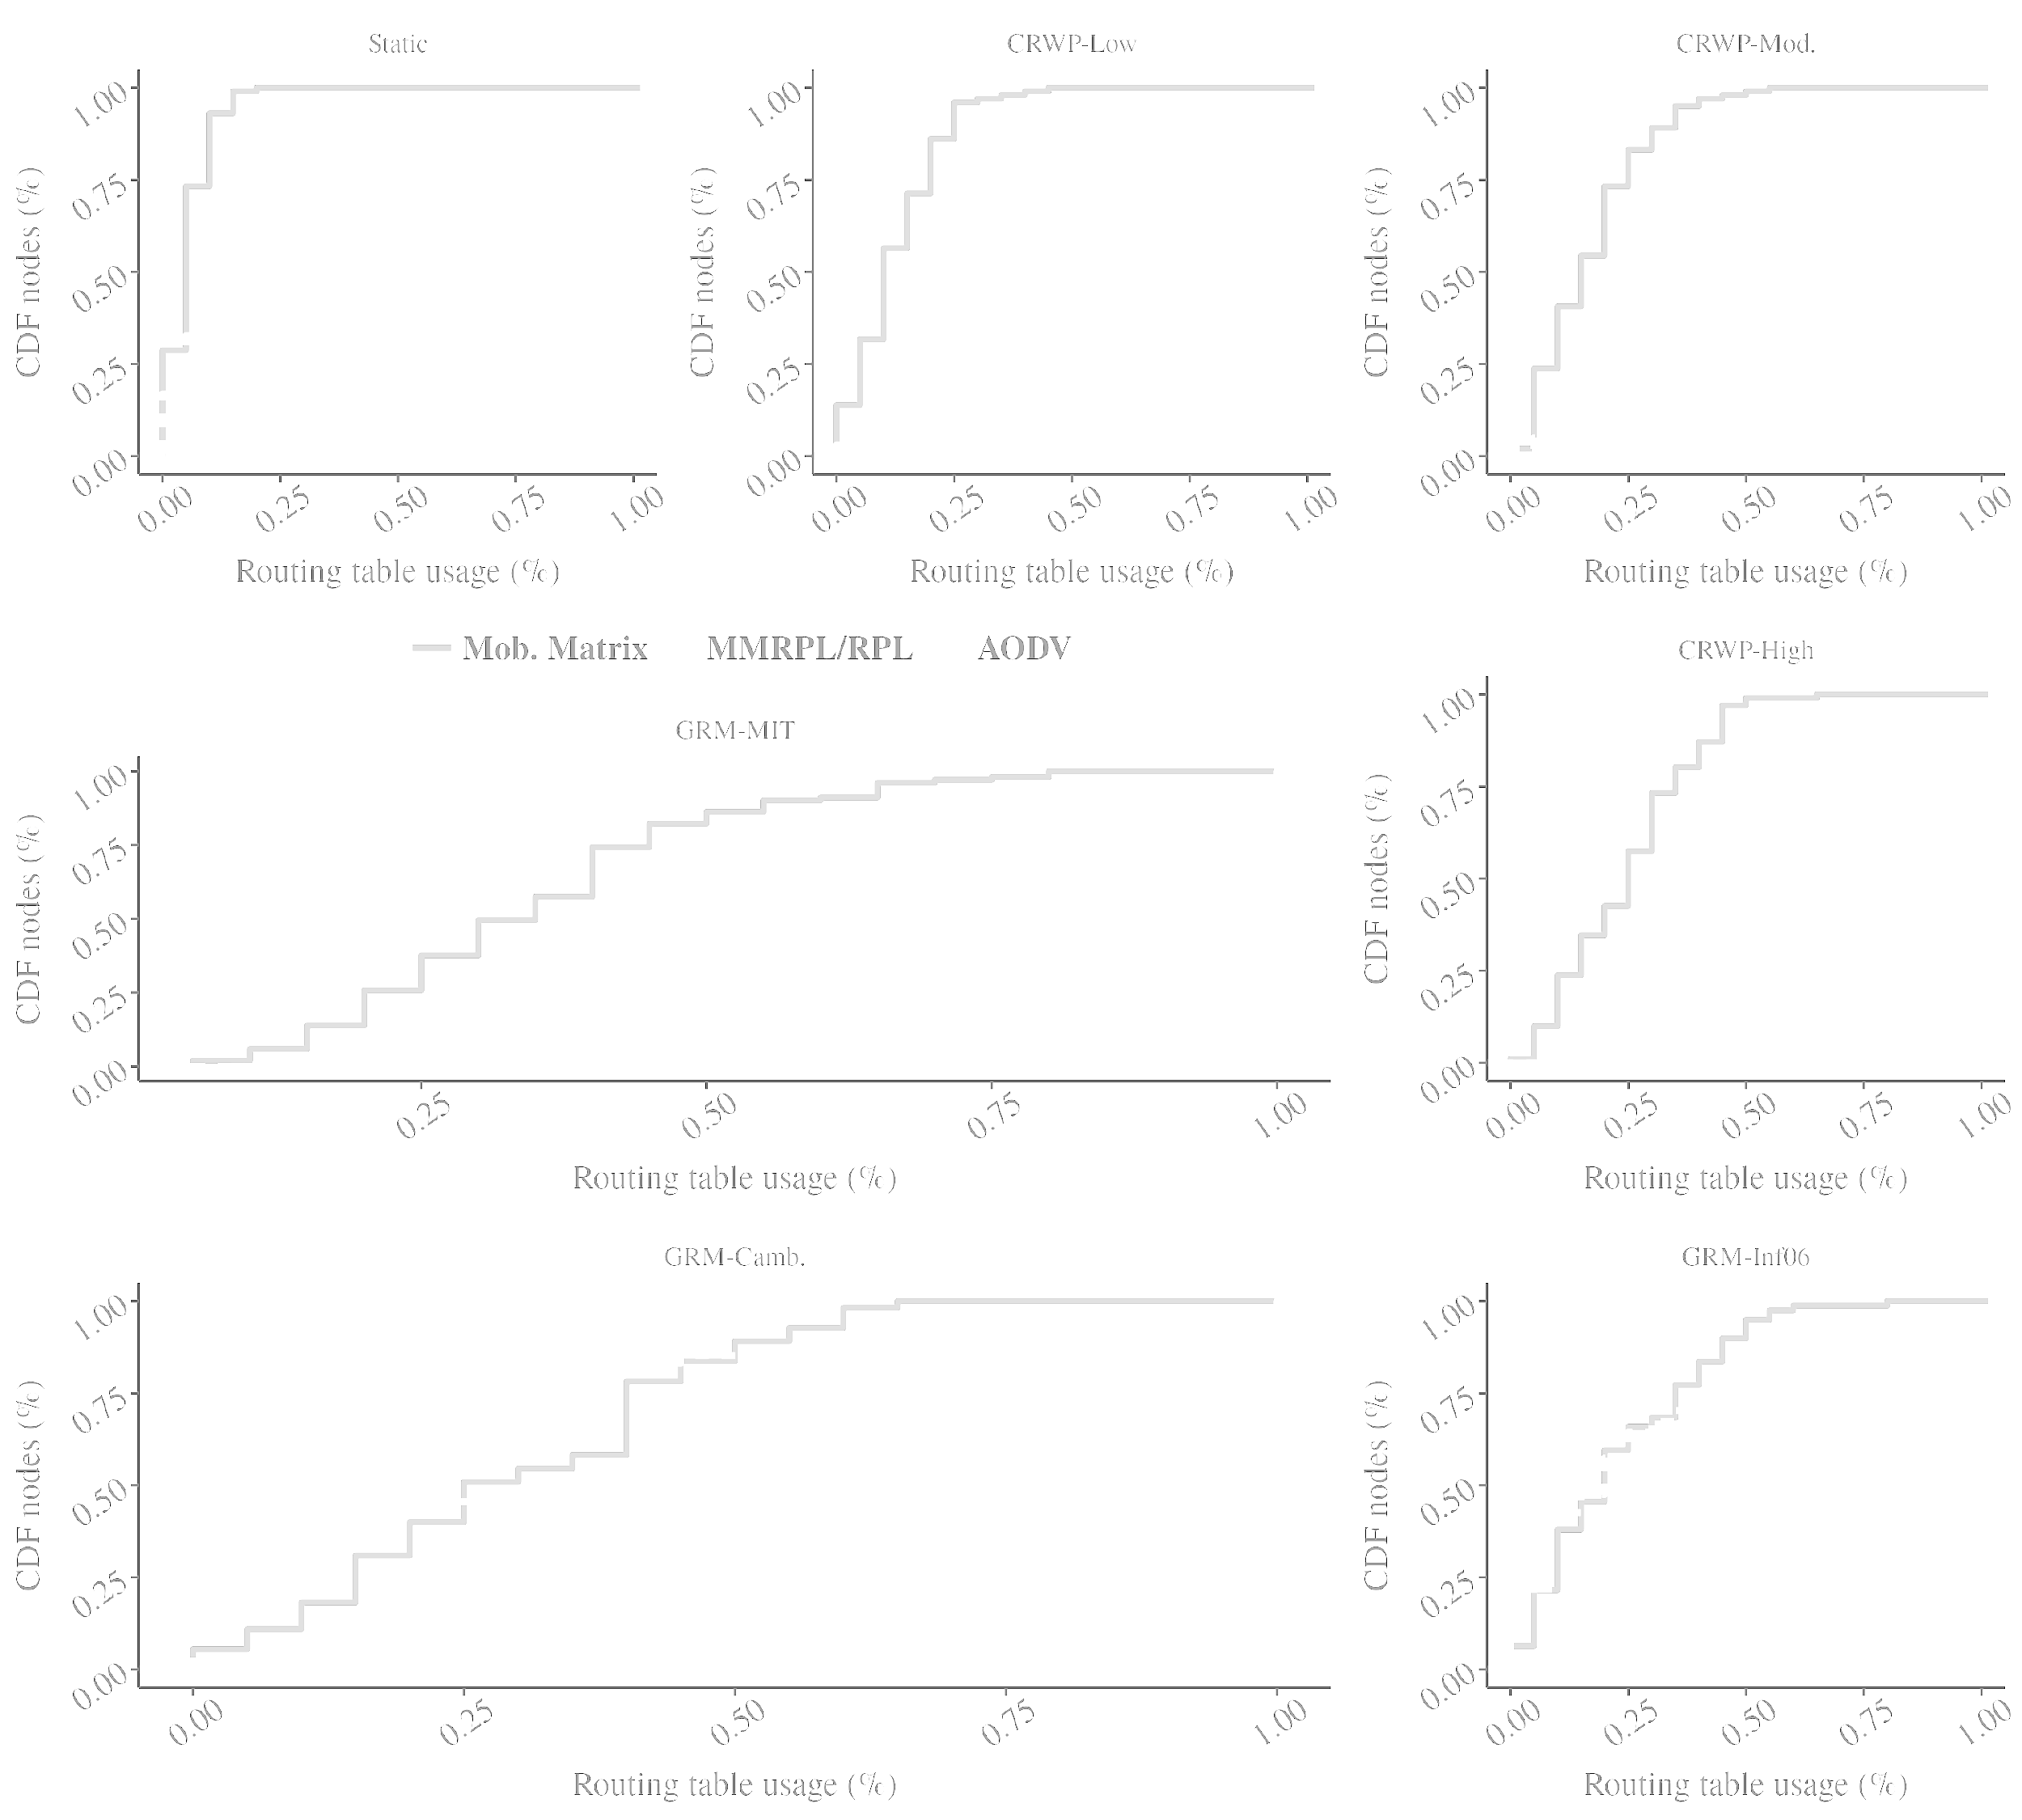 Static
CDF nodes (%)
1.00
0.75
0.50
0.25
0.00
0.00 0.25 0.50 0.75 1.00
Routing table usage (%)
CRWP-Low
CDF nodes (%)
1.00
0.75
0.50
0.25
0.00
0.00 0.25 0.50 0.75 1.00
Routing table usage (%)
CRWP-Mod.
CDF nodes (%)
1.00
0.75
0.50
0.25
0.00
0.00 0.25 0.50 0.75 1.00
Routing table usage (%)
Mob. Matrix MMRPL/RPL AODV
GRM-MIT
CDF nodes (%)
1.00
0.75
0.50
0.25
0.00
0.25 0.50 0.75 1.00
Routing table usage (%)
CRWP-High
CDF nodes (%)
1.00
0.75
0.50
0.25
0.00
0.00 0.25 0.50 0.75 1.00
Routing table usage (%)
GRM-Camb.
CDF nodes (%)
1.00
0.75
0.50
0.25
0.00
0.00 0.25 0.50 0.75 1.00
Routing table usage (%)
GRM-Inf06
CDF nodes (%)
1.00
0.75
0.50
0.25
0.00
0.00 0.25 0.50 0.75 1.00
Routing table usage (%)